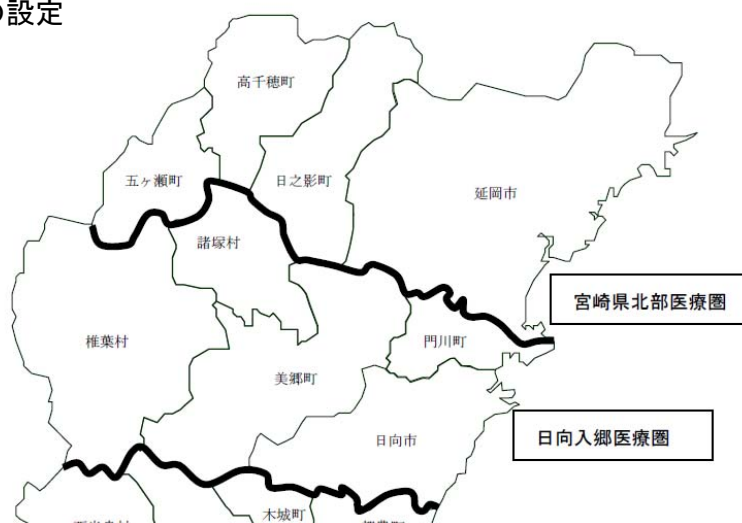 の設定
高千穂町
五ヶ瀬町
日之影町
延岡市
諸塚村
宮崎県北部医療圏
椎葉村
門川町
美郷町
日向市
日向入郷医療圏
木城町